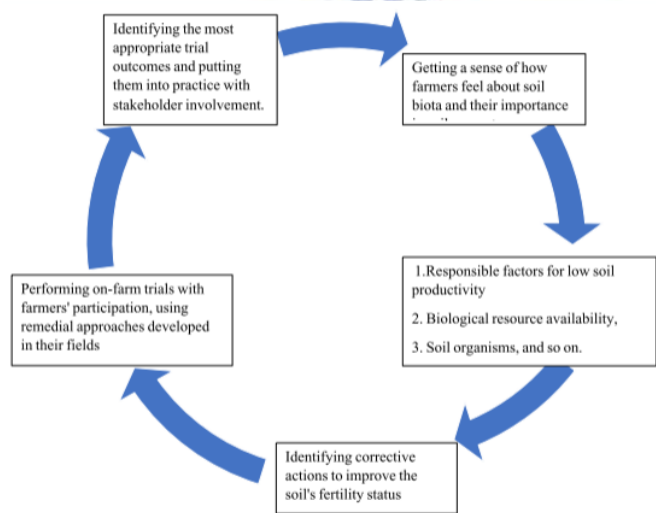 Identifying the most
appropriate trial
outcomes and putting
them into practice with
stakeholder involvement.
Getting a sense of how
farmers feel about soil
biota and their importance
1.Responsible factors for low soil
productivity
2. Biological resource availability,
3. Soil organisms, and so on.
Identifying corrective
actions to improve the
soil's fertility status
Performing on-farm trials with
farmers' participation, using
remedial approaches developed
in their fields